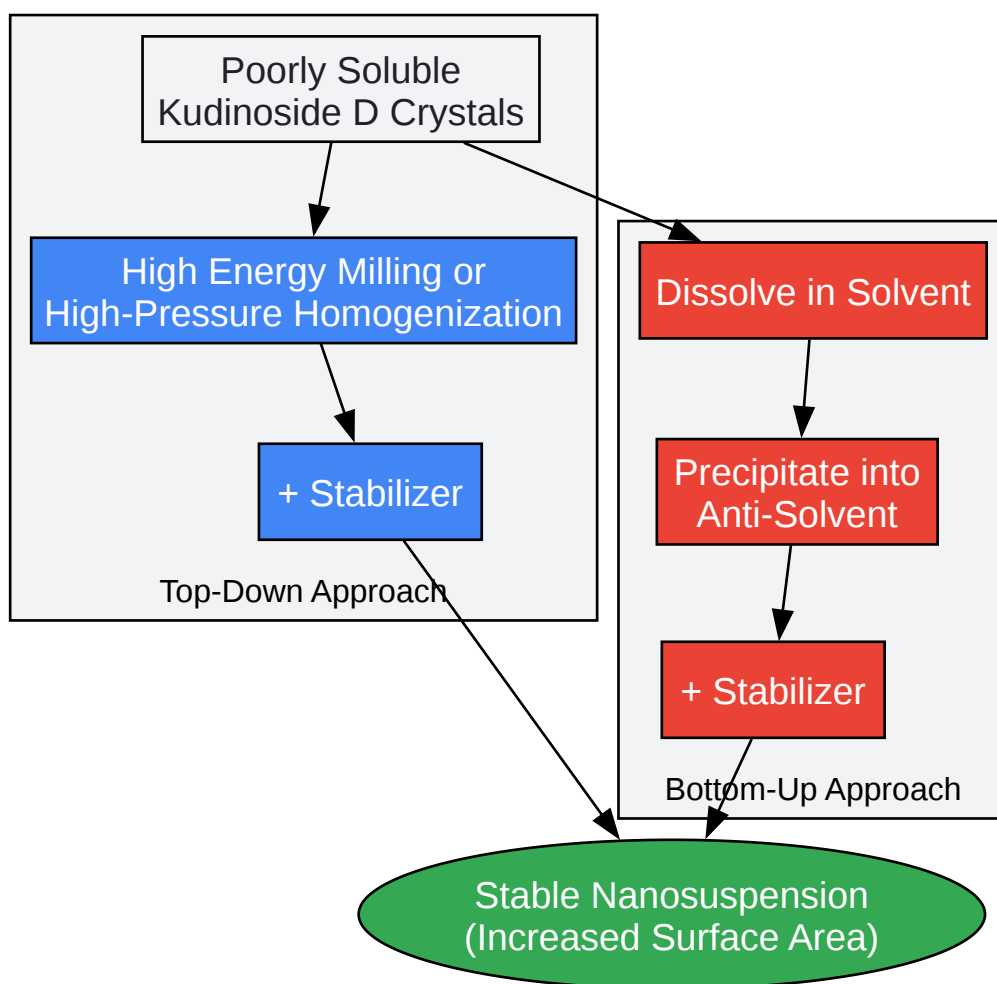 Poorly Soluble
Kudinoside D Crystals
High Energy Milling or
High-Pressure Homogenization
+ Stabilizer
Top-Down Approach
Dissolve in Solvent
Precipitate into
Anti-Solvent
+ Stabilizer
Bottom-Up Approach
Stable Nanosuspension
(Increased Surface Area)